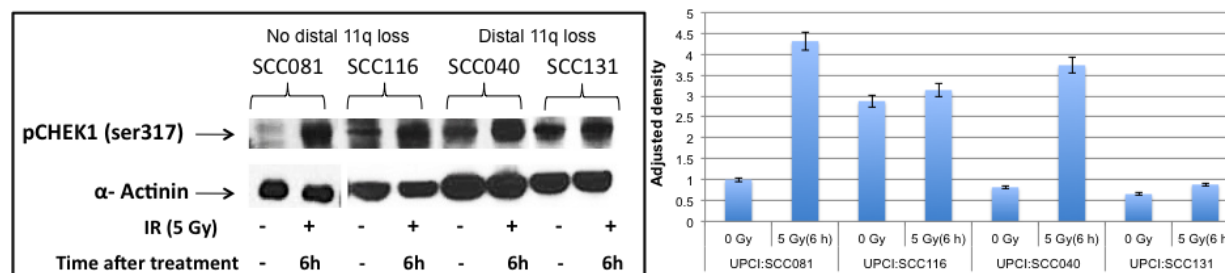 No distal 11q loss Distal 11q loss
SCC081 SCC116 SCC040 SCC131
pCHEK1 (ser317)
α- Actinin
IR (5 Gy) - + - + - + - +
Time after treatment - 6h - 6h - 6h - 6h
Adjusted density
5
4.5
4
3.5
3
2.5
2
1.5
1
0.5
0 Gy 5 Gy(6 h) 0 Gy 5 Gy(6 h) 0 Gy 5 Gy(6 h) 0 Gy 5 Gy(6 h)
UPCI:SCC081 UPCI:SCC116 UPCI:SCC040 UPCI:SCC131